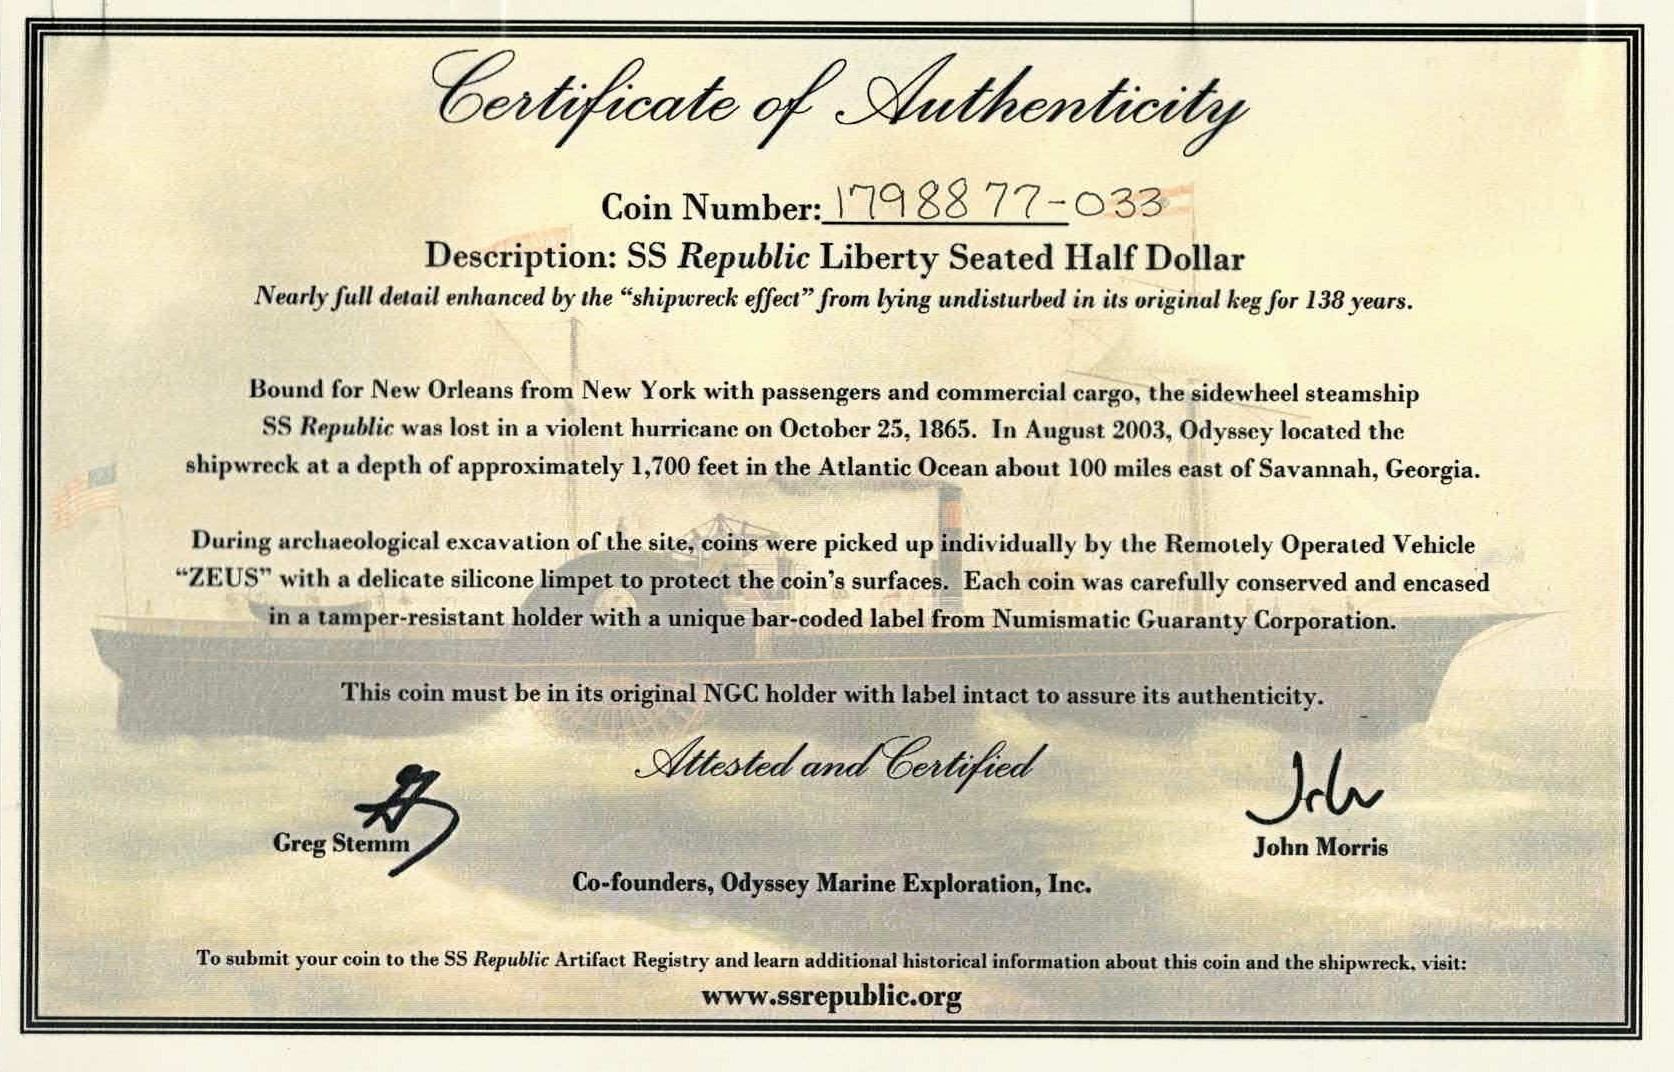 Certificate of Authenticity
Coin Number: 1798877-033
Description: SS Republic Liberty Seated Half Dollar
Nearly full detail enhanced by the “shipwreck effect” from lying undisturbed in its original keg for 138 years.
Bound for New Orleans from New York with passengers and commercial cargo, the sidewheel steamship
SS Republic was lost in a violent hurricane on October 25, 1865. In August 2003, Odyssey located the
shipwreck at a depth of approximately 1,700 feet in the Atlantic Ocean about 100 miles east of Savannah, Georgia.
During archaeological excavation of the site, coins were picked up individually by the Remotely Operated Vehicle
“ZEUS” with a delicate silicone limpet to protect the coin’s surfaces. Each coin was carefully conserved and encased
in a tamper-resistant holder with a unique bar-coded label from Numismatic Guaranty Corporation.
This coin must be in its original NGC holder with label intact to assure its authenticity.
Attested and Certified
Greg Stemm
John Morris
Co-founders, Odyssey Marine Exploration, Inc.
To submit your coin to the SS Republic Artifact Registry and learn additional historical information about this coin and the shipwreck, visit:
www.ssrepublic.org